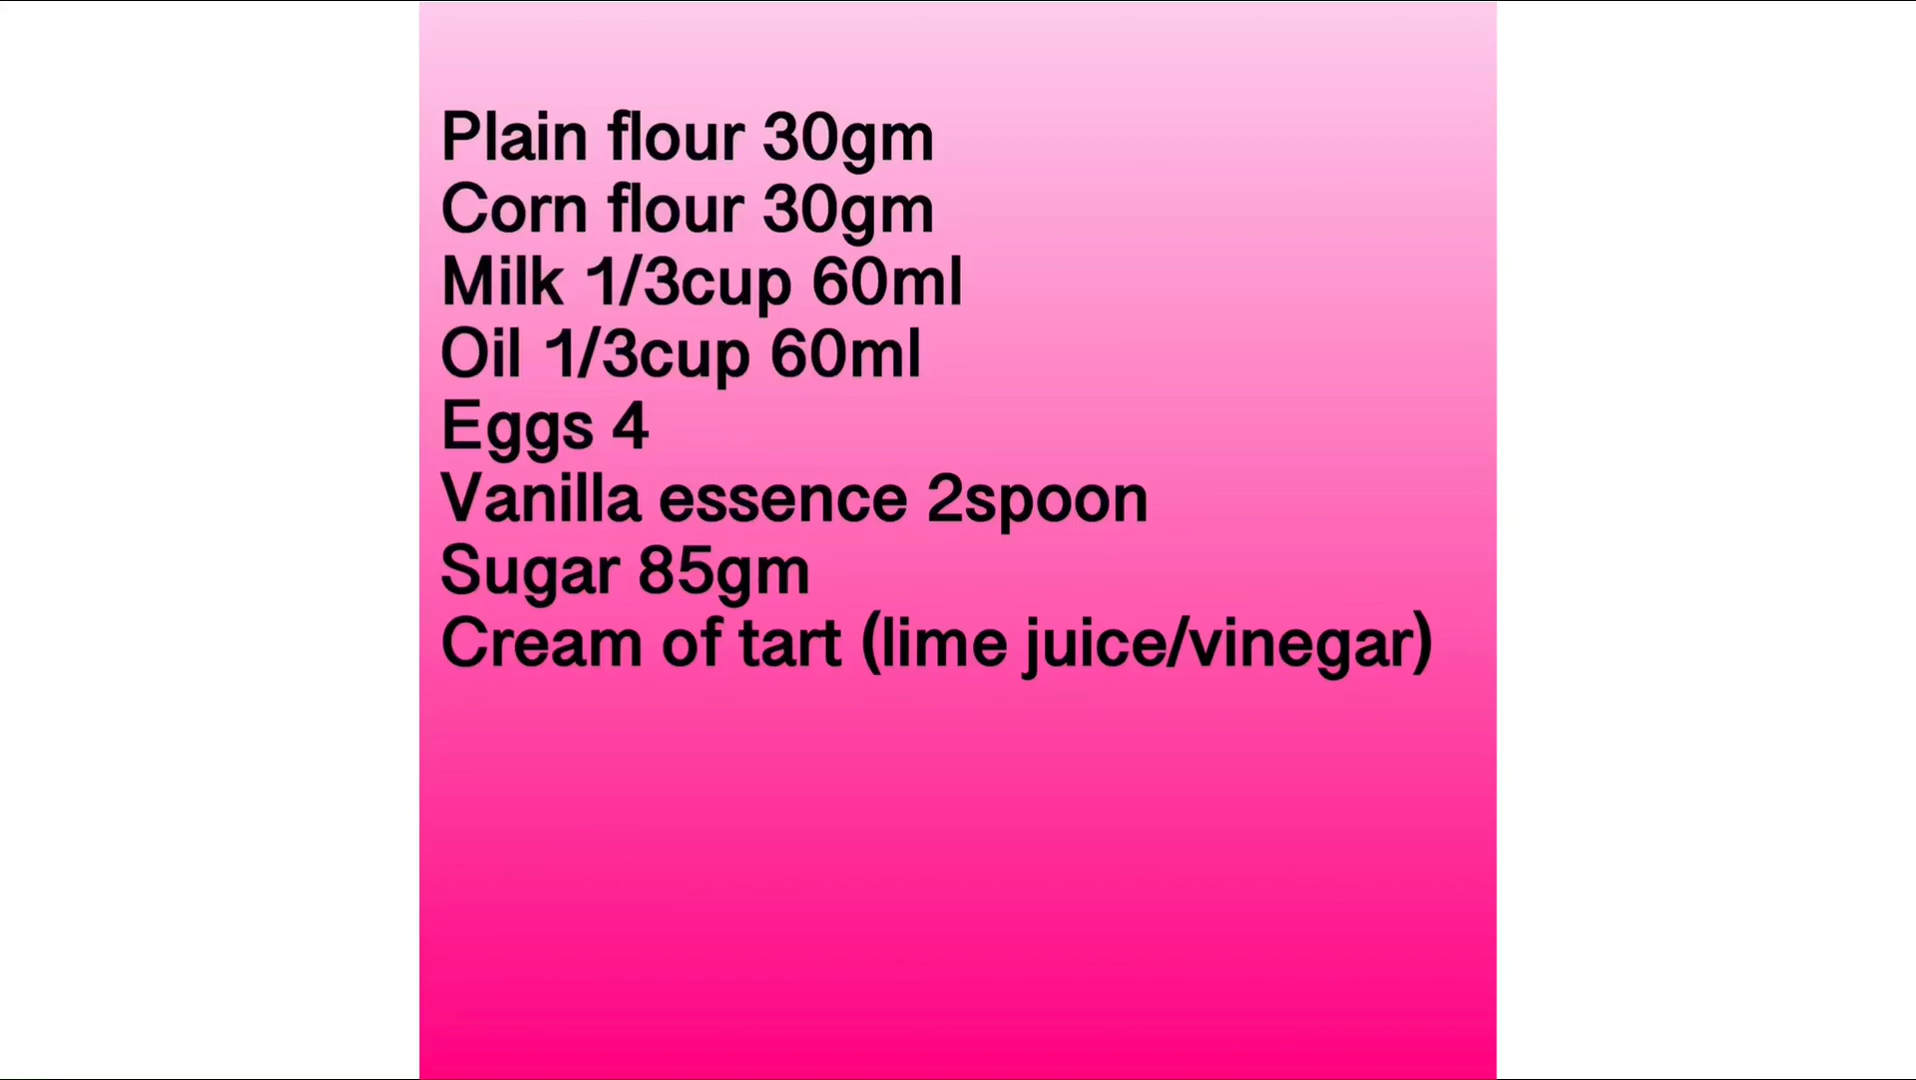 Plain flour 30gm
Corn flour 30gm
Milk 1/3cup 60ml
Oil 1/3cup 60ml
Eggs 4
Vanilla essence 2spoon
Sugar 85gm
Cream of tart (lime juice/vinegar)